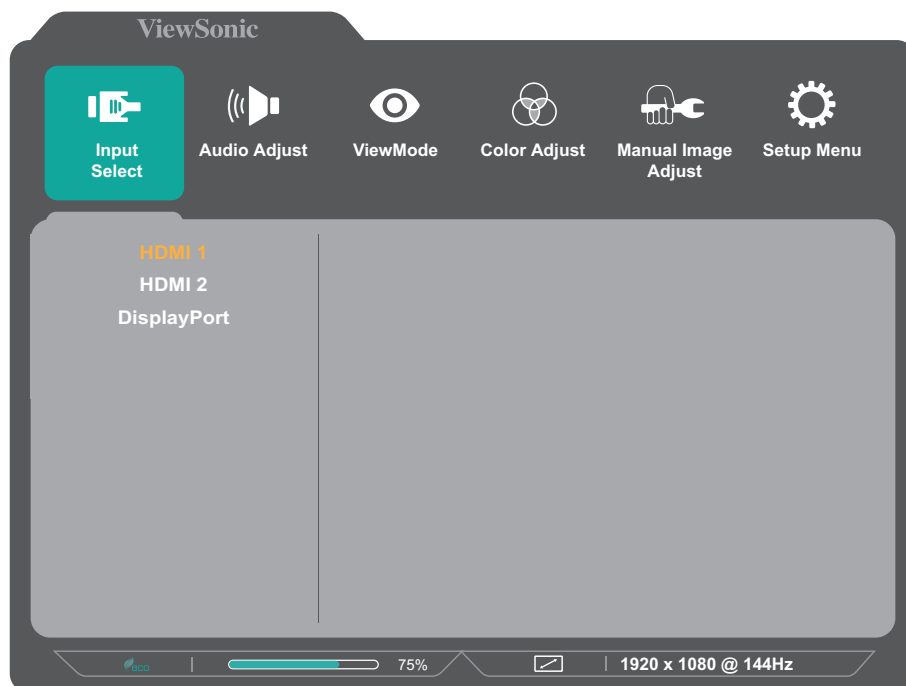 ViewSonic
Input
Select
Audio Adjust
ViewMode
Color Adjust
Manual Image
Adjust
Setup Menu
HDMI 1
HDMI 2
DisplayPort
eco
75%
1920 x 1080 @ 144Hz